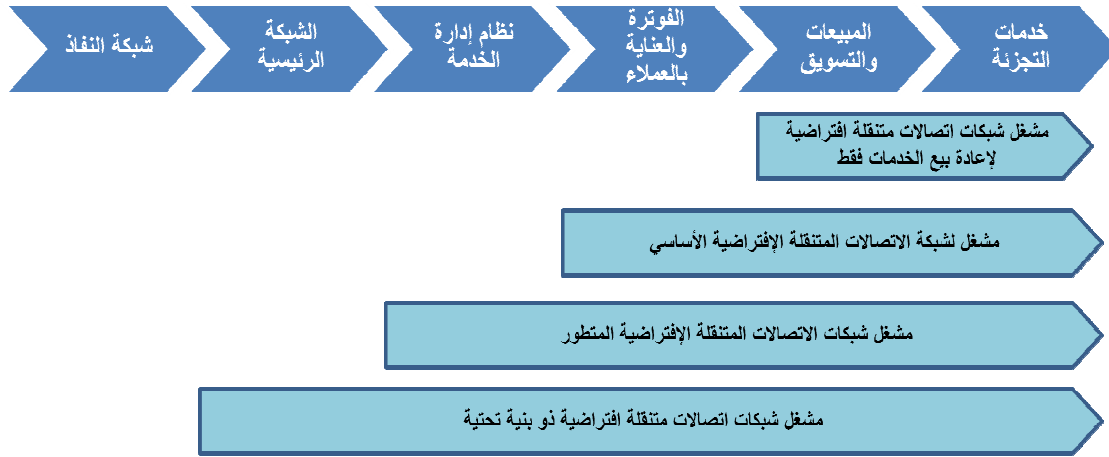 خدمات
التجزئة
المبيعات
والتسويق
الفوترة
والعناية
بالعملاء
نظام إدارة
الخدمة
الشبكة
الرئيسية
شبكة النفاذ
مشغل شبكات اتصالات متنقلة افتراضية
لإعادة بيع الخدمات فقط
مشغل لشبكة الاتصالات المتنقلة الإفتراضية الأساسي
مشغل شبكات الاتصالات المتنقلة الإفتراضية المتطور
مشغل شبكات اتصالات متنقلة افتراضية ذو بنية تحتية